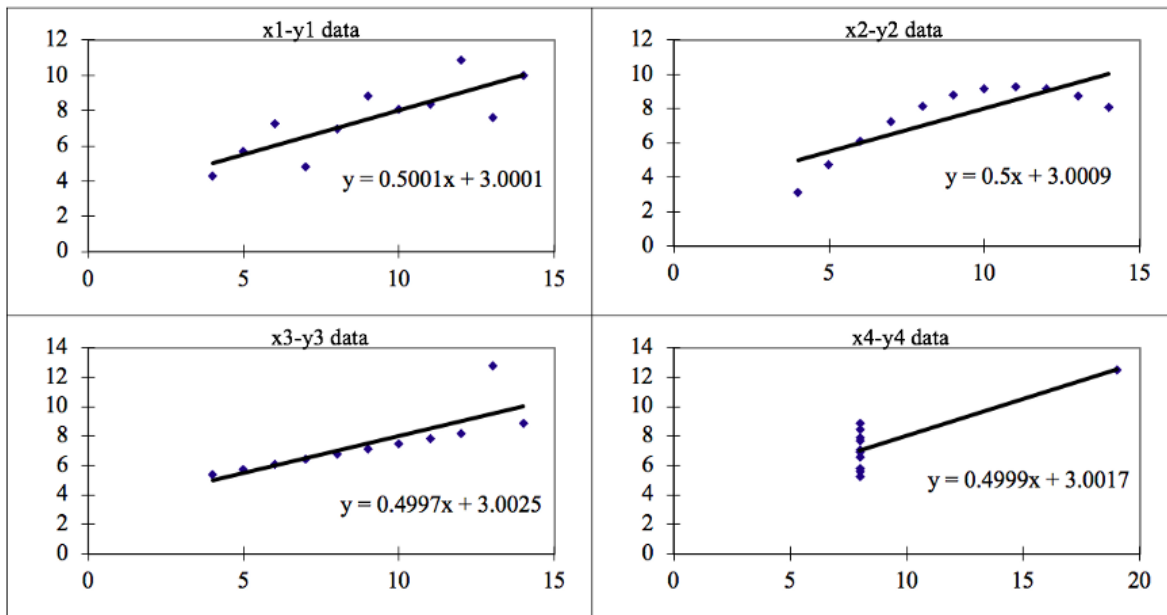 x1-y1 data
12
10
8
6
4
2
0
y = 0.5001x + 3.0001
0 5 10 15
x2-y2 data
12
10
8
6
4
2
0
y = 0.5x + 3.0009
0 5 10 15
x3-y3 data
14
12
10
8
6
4
2
0
y = 0.4997x + 3.0025
0 5 10 15
x4-y4 data
14
12
10
8
6
4
2
0
y = 0.4999x + 3.0017
0 5 10 15 20